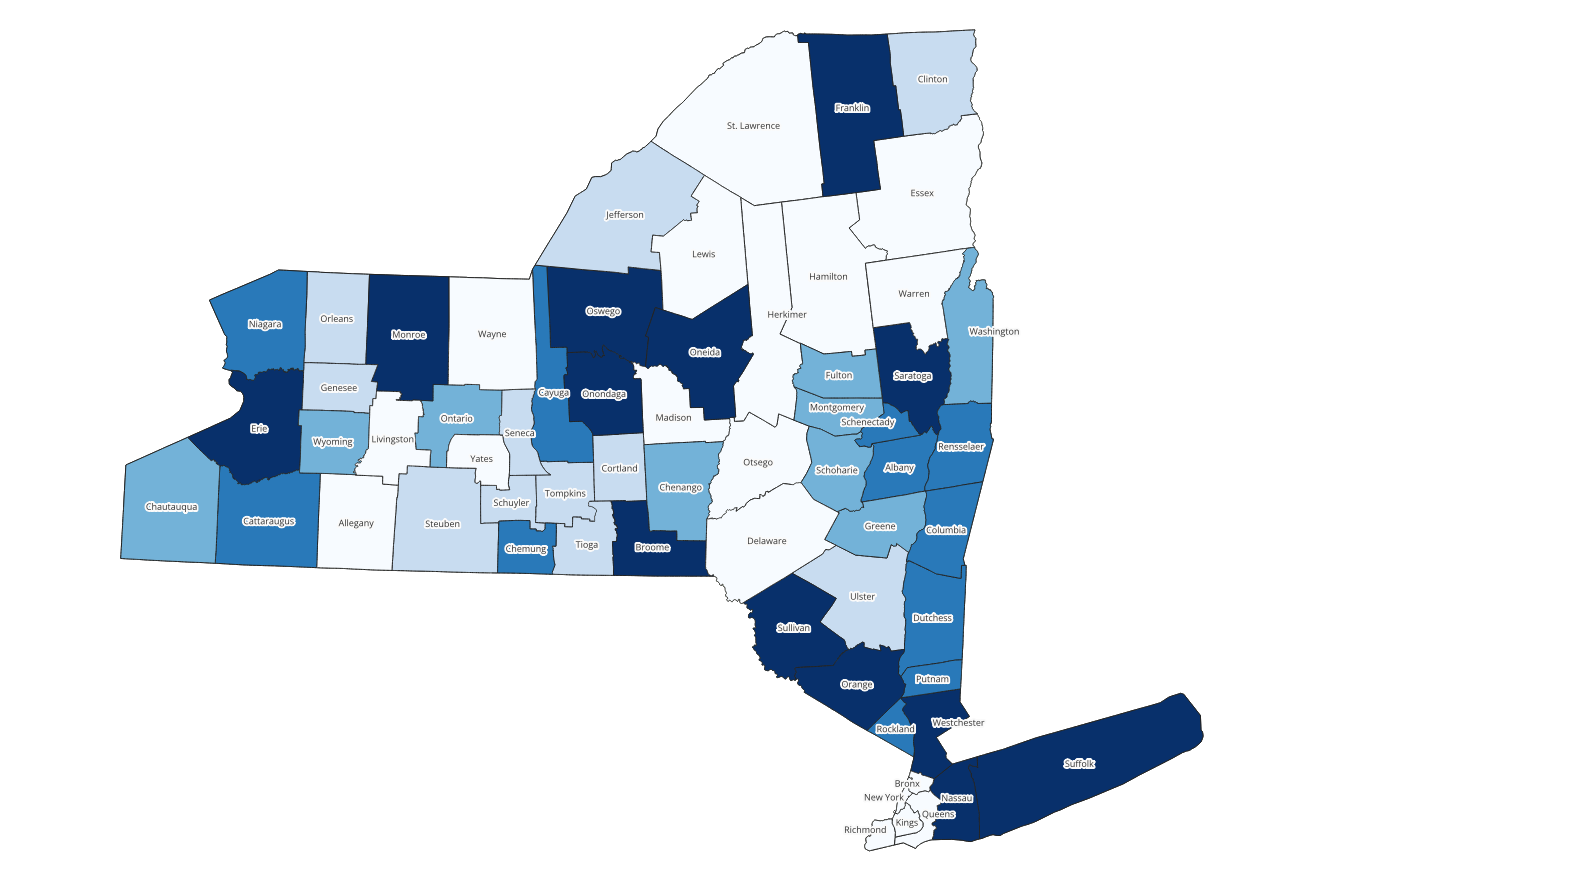 Clinton
Franklin
St. Lawrence
Essex
Jefferson
Lewis
Hamilton
Warren
Herkimer
Oswego
Orleans
Niagara
Washington
Monroe
Wayne
Oneida
Fulton
Saratoga
Genesee
Cayuga
Onondaga
Montgomery
Madison
Ontario
Schenectady
Erie
Seneca
Livingston
Wyoming
Rensselaer
Yates
Otsego
Cortland
Albany
Schoharie
Chenango
Tompkins
Schuyler
Chautauqua
Cattaraugus
Allegany
Steuben
Greene
Columbia
Delaware
Tioga
Broome
Chemung
Ulster
Dutchess
Sullivan
Putnam
Orange
Westchester
Rockland
Suffolk
Bronx
New York
Nassau
Queens
Kings
Richmond